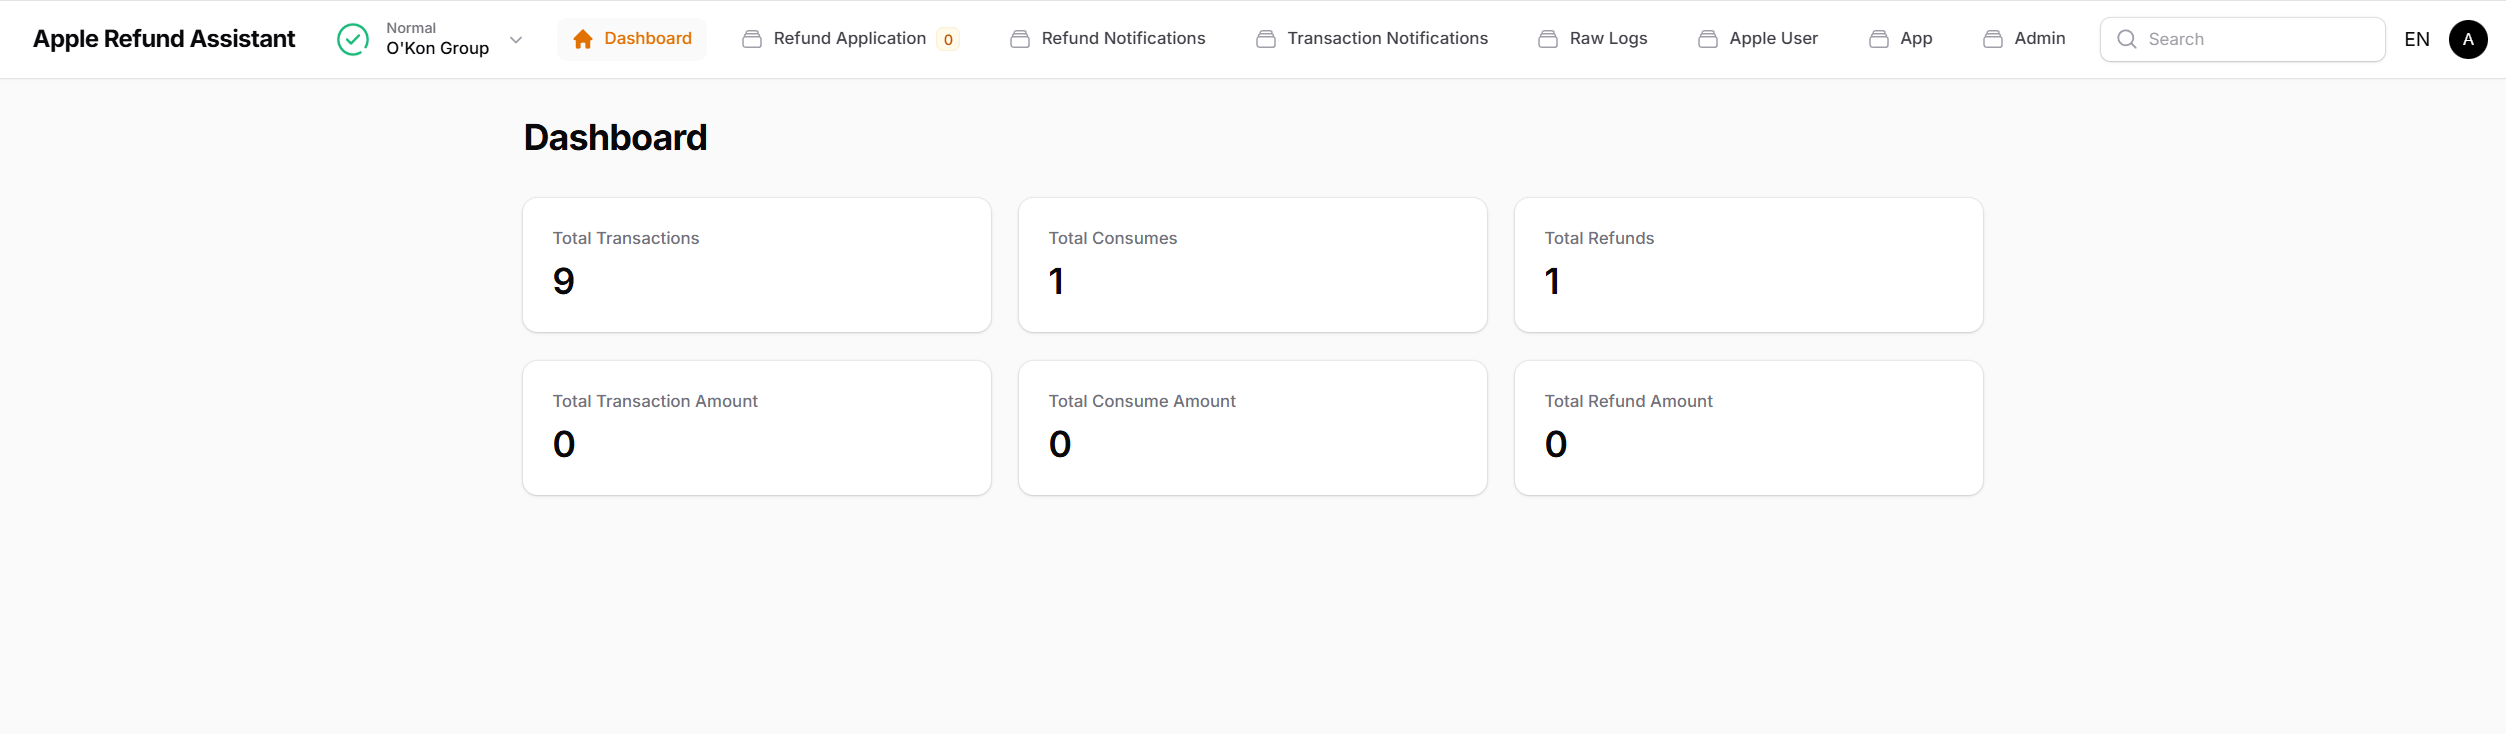 Apple Refund Assistant
Normal
O'Kon Group
Dashboard
Refund Application 0
Refund Notifications
Transaction Notifications
Raw Logs
Apple User
App
Admin
Search
EN
A
Dashboard
Total Transactions
9
Total Consumes
1
Total Refunds
1
Total Transaction Amount
0
Total Consume Amount
0
Total Refund Amount
0